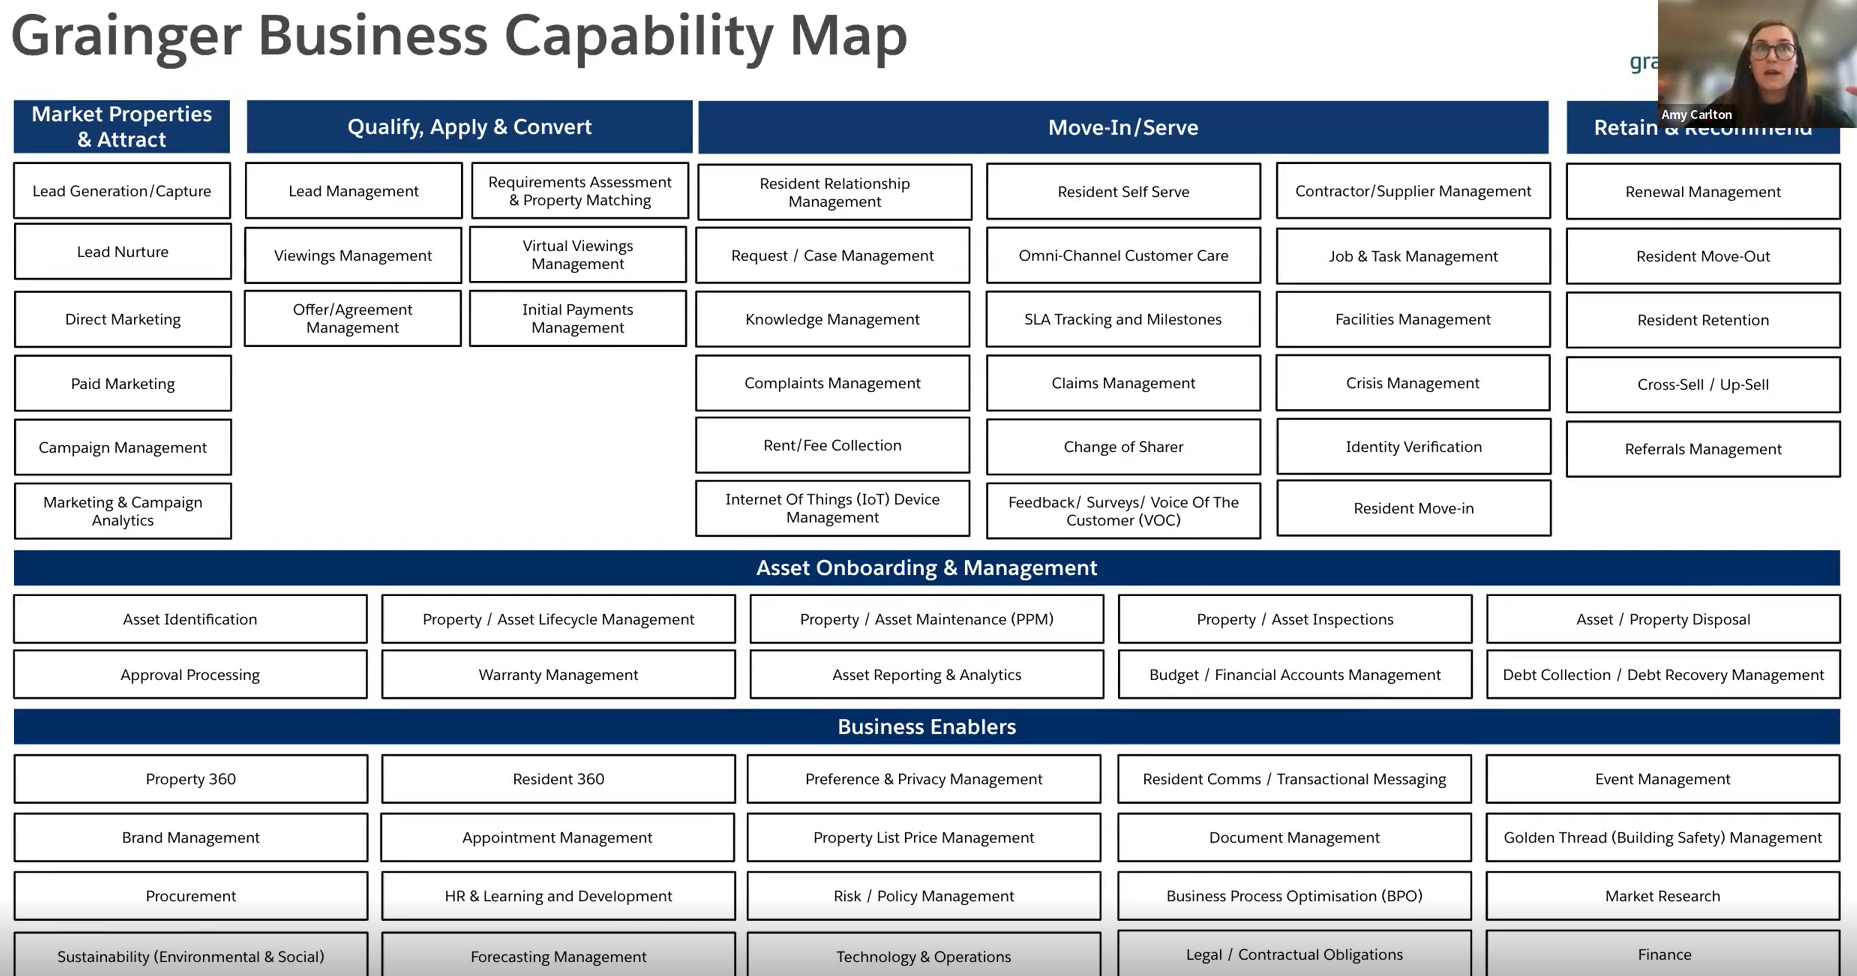 Grainger Business Capability Map
gra
Amy Carlton
Market Properties
& Attract
Qualify, Apply & Convert
Move-In/Serve
Retain & Recommend
Lead Generation/Capture
Lead Nurture
Direct Marketing
Paid Marketing
Campaign Management
Marketing & Campaign
Analytics
Lead Management
Requirements Assessment
& Property Matching
Viewings Management
Virtual Viewings
Management
Offer/Agreement
Management
Initial Payments
Management
Resident Relationship
Management
Resident Self Serve
Contractor/Supplier Management
Request / Case Management
Omni-Channel Customer Care
Job & Task Management
Knowledge Management
SLA Tracking and Milestones
Facilities Management
Complaints Management
Claims Management
Crisis Management
Rent/Fee Collection
Change of Sharer
Identity Verification
Internet Of Things (IoT) Device
Management
Feedback/ Surveys/ Voice Of The
Customer (VOC)
Resident Move-in
Renewal Management
Resident Move-Out
Resident Retention
Cross-Sell / Up-Sell
Referrals Management
Asset Onboarding & Management
Asset Identification
Property / Asset Lifecycle Management
Property / Asset Maintenance (PPM)
Property / Asset Inspections
Asset / Property Disposal
Approval Processing
Warranty Management
Asset Reporting & Analytics
Budget / Financial Accounts Management
Debt Collection / Debt Recovery Management
Business Enablers
Property 360
Resident 360
Preference & Privacy Management
Resident Comms / Transactional Messaging
Event Management
Brand Management
Appointment Management
Property List Price Management
Document Management
Golden Thread (Building Safety) Management
Procurement
HR & Learning and Development
Risk / Policy Management
Business Process Optimisation (BPO)
Market Research
Sustainability (Environmental & Social)
Forecasting Management
Technology & Operations
Legal / Contractual Obligations
Finance